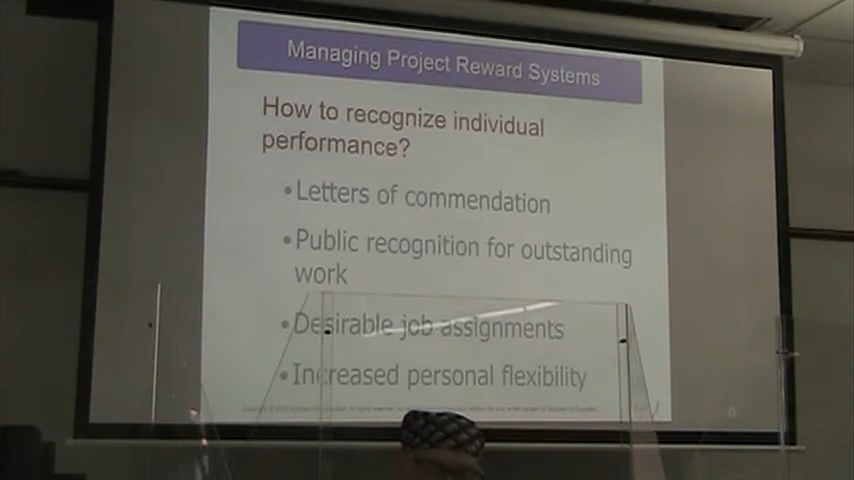 Managing Project Reward Systems
How to recognize individual
performance?
•Letters of commendation
•Public recognition for outstanding
work
•Desirable job assignments
•Increased personal flexibility